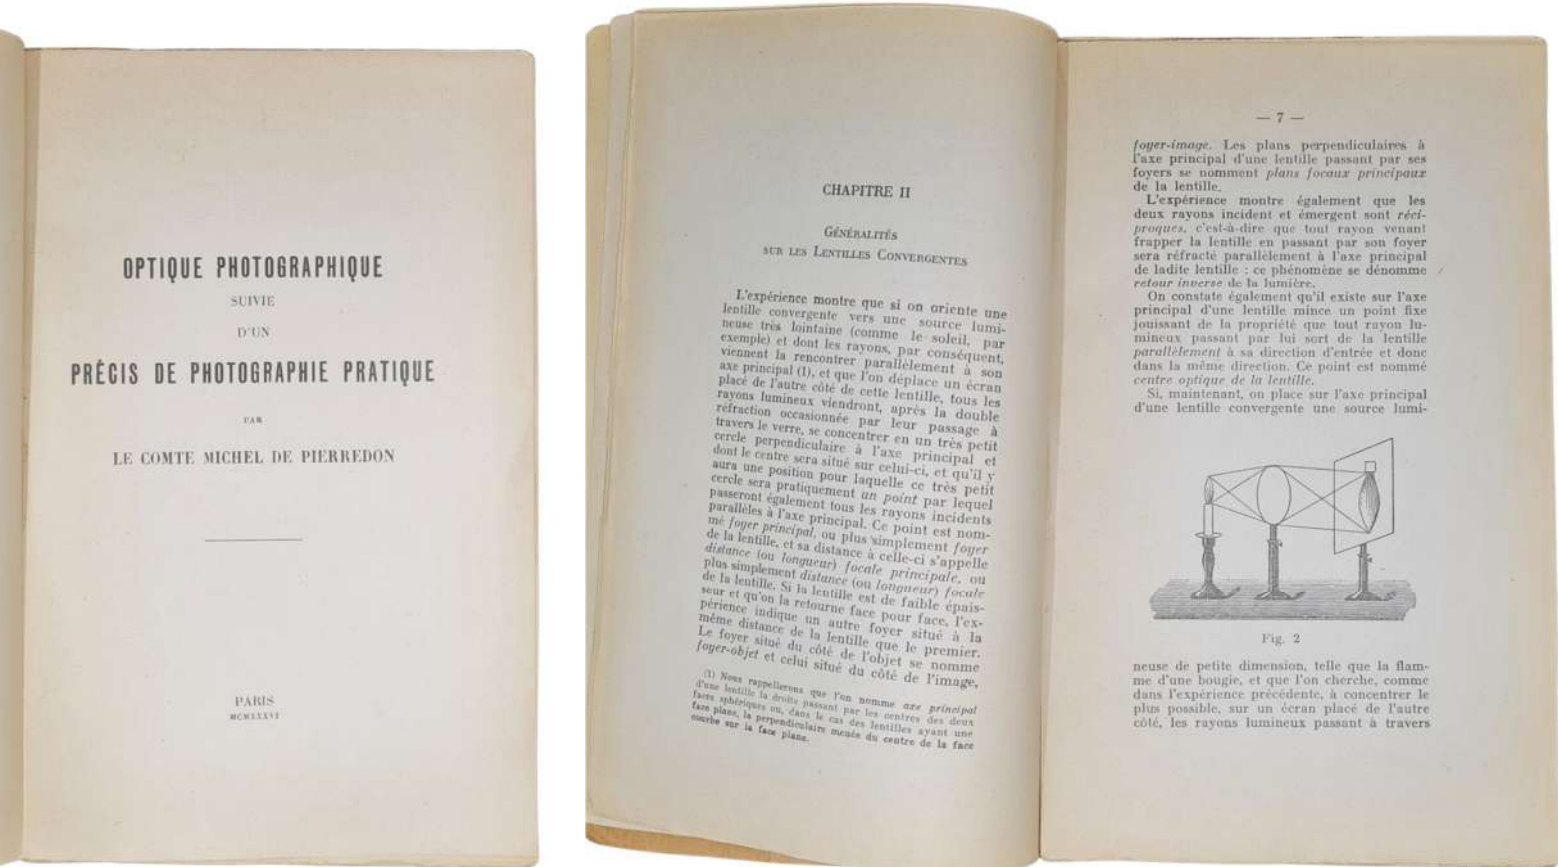 OPTIQUE PHOTOGRAPHIQUE
SUIVIE
D'UN
PRÉCIS DE PHOTOGRAPHIE PRATIQUE
PAR
LE COMTE MICHEL DE PIERREDON
PARIS
MCMLXXVI
CHAPITRE II
GÉNÉRALITÉS
SUR LES LENTILLES CONVERGENTES
L'expérience montre que si on oriente une
lentille convergente vers une source lumi-
neuse très lointaine (comme le soleil, par
exemple) et dont les rayons, par conséquent,
viennent la rencontrer parallèlement à son
axe principal (1), et que l'on déplace un écran
placé de l'autre côté de cette lentille, tous les
rayons lumineux viendront, après la double
réfraction occasionnée par leur passage à
travers le verre, se concentrer en un très petit
cercle perpendiculaire à l'axe principal et
dont le centre sera situé sur celui-ci, et qu'il y
aura une position pour laquelle ce très petit
cercle sera pratiquement un point par lequel
passeront également tous les rayons incidents
parallèles à l'axe principal. Ce point est nom-
mé foyer principal, ou plus simplement foyer
de la lentille, et sa distance à celle-ci s'appelle
distance (ou longueur) focale principale, ou
plus simplement distance (ou longueur) focale
de la lentille. Si la lentille est de faible épais-
seur et qu'on la retourne face pour face, l'ex-
périence indique un autre foyer situé à la
même distance de la lentille que le premier.
Le foyer situé du côté de l'objet se nomme
foyer-objet et celui situé du côté de l'image,
(1) Nous rappellerons que l'on nomme axe principal
d'une lentille la droite passant par les centres des deux
faces sphériques ou, dans le cas des lentilles ayant une
face plane, la perpendiculaire menée du centre de la face
courbe sur la face plane.
— 7 —
foyer-image. Les plans perpendiculaires à
l'axe principal d'une lentille passant par ses
foyers se nomment plans focaux principaux
de la lentille.
L'expérience montre également que les
deux rayons incident et émergent sont réci-
proques, c'est-à-dire que tout rayon venant
frapper la lentille en passant par son foyer
sera réfracté parallèlement à l'axe principal
de ladite lentille : ce phénomène se dénomme
retour inverse de la lumière.
On constate également qu'il existe sur l'axe
principal d'une lentille mince un point fixe
jouissant de la propriété que tout rayon lu-
mineux passant par lui sort de la lentille
parallèlement à sa direction d'entrée et donc
dans la même direction. Ce point est nommé
centre optique de la lentille.
Si, maintenant, on place sur l'axe principal
d'une lentille convergente une source lumi-
Fig. 2
neuse de petite dimension, telle que la flam-
me d'une bougie, et que l'on cherche, comme
dans l'expérience précédente, à concentrer le
plus possible, sur un écran placé de l'autre
côté, les rayons lumineux passant à travers